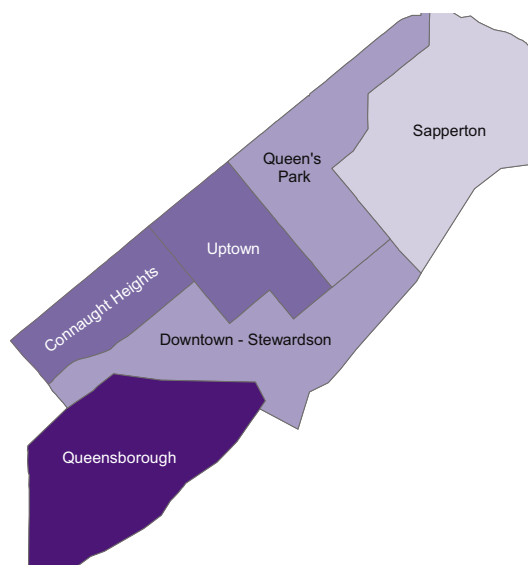 Sapperton
Queen's
Park
Uptown
Connaught Heights
Downtown - Stewardson
Queensborough